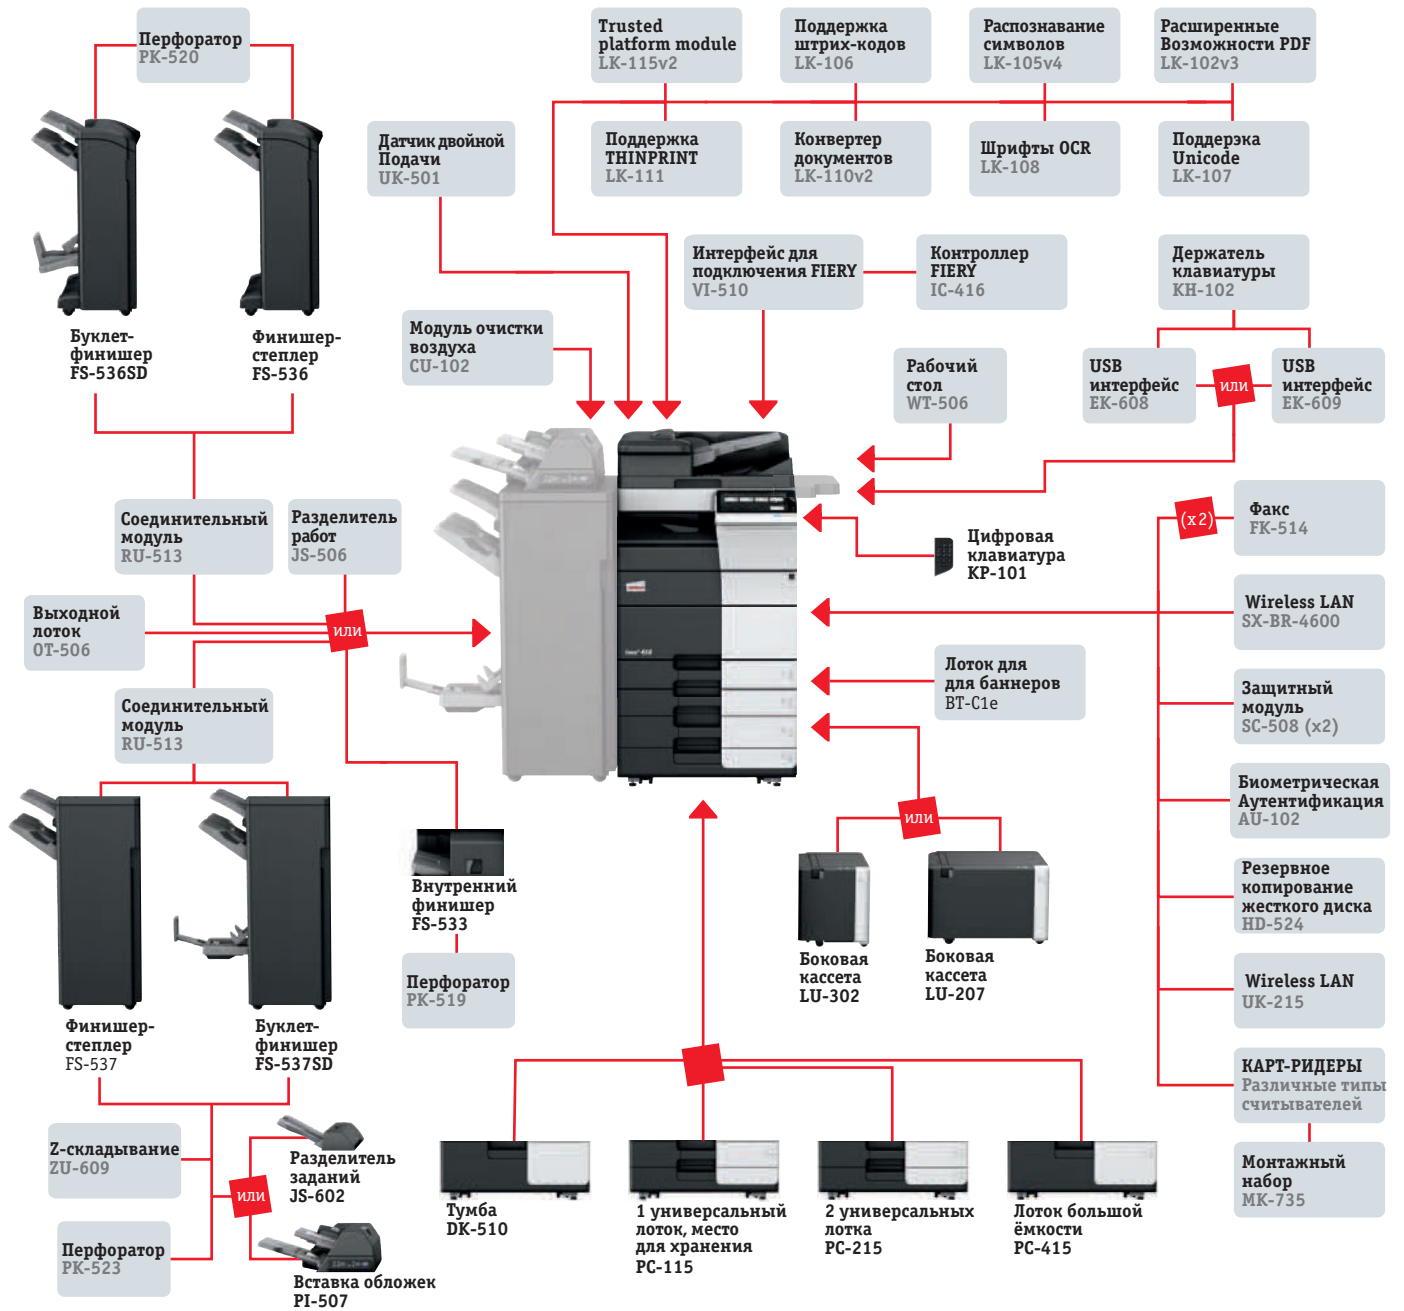 Перфоратор
PK-520
Trusted
platform module
LK-115v2
Поддержка
штрих-кодов
LK-106
Распознавание
символов
LK-105v4
Расширенные
Возможности PDF
LK-102v3
Датчик двойной
Подачи
UK-501
Поддержка
THINPRINT
LK-111
Конвертер
документов
LK-110v2
Шрифты OCR
LK-108
Поддерэка
Unicode
LK-107
Интерфейс для
подключения FIERY
VI-510
Контроллер
FIERY
IC-416
Держатель
клавиатуры
KH-102
Буклет-
финишер
FS-536SD
Финишер-
степлер
FS-536
Модуль очистки
воздуха
CU-102
Рабочий
стол
WT-506
USB
интерфейс
EK-608
или
USB
интерфейс
EK-609
Соединительный
модуль
RU-513
Разделитель
работ
JS-506
Цифровая
клавиатура
KP-101
(x2)
Факс
FK-514
Выходной
лоток
OT-506
или
Wireless LAN
SX-BR-4600
Лоток для
для баннеров
BT-C1e
Защитный
модуль
SC-508 (x2)
Соединительный
модуль
RU-513
Биометрическая
Аутентификация
AU-102
или
Внутренний
финишер
FS-533
Резервное
копирование
жесткого диска
HD-524
Боковая
кассета
LU-302
Боковая
кассета
LU-207
Перфоратор
PK-519
Wireless LAN
UK-215
Финишер-
степлер
FS-537
Буклет-
финишер
FS-537SD
КАРТ-РИДЕРЫ
Различные типы
считывателей
Z-складывание
ZU-609
Разделитель
заданий
JS-602
или
Монтажный
набор
MK-735
Тумба
DK-510
1 универсальный
лоток, место
для хранения
PC-115
2 универсальных
лотка
PC-215
Лоток большой
ёмкости
PC-415
Перфоратор
PK-523
Вставка обложек
PI-507